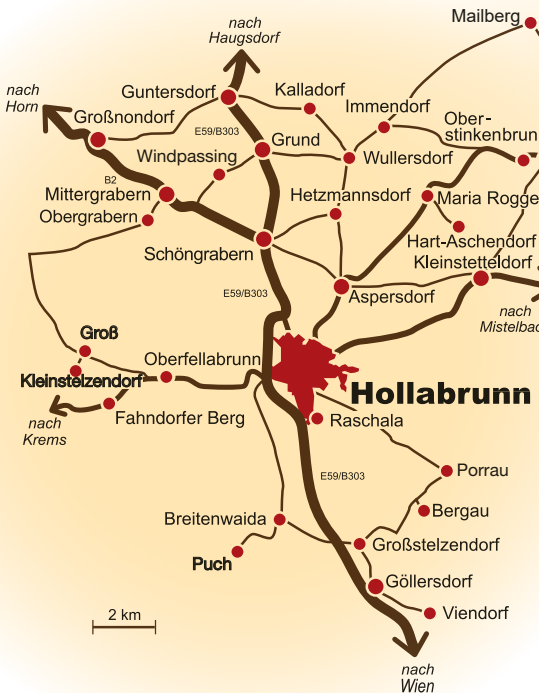 Mailberg
nach
Haugsdorf
nach
Horn
Guntersdorf
Kalladorf
Immendorf
Großnondorf
Ober-
stinkenbrun
E59/B303
Grund
Windpassing
Wullersdorf
B2
Mittergrabern
Hetzmannsdorf
Maria Rogge
Obergrabern
Hart-Aschendorf
Schöngrabern
Kleinstetteldorf
E59/B303
Aspersdorf
nach
Mistelbac
Groß
Oberfellabrunn
Kleinstelzendorf
Hollabrunn
nach
Krems
Fahndorfer Berg
Raschala
E59/B303
Porrau
Breitenwaida
Bergau
Großstelzendorf
Puch
Göllersdorf
2 km
Viendorf
nach
Wien